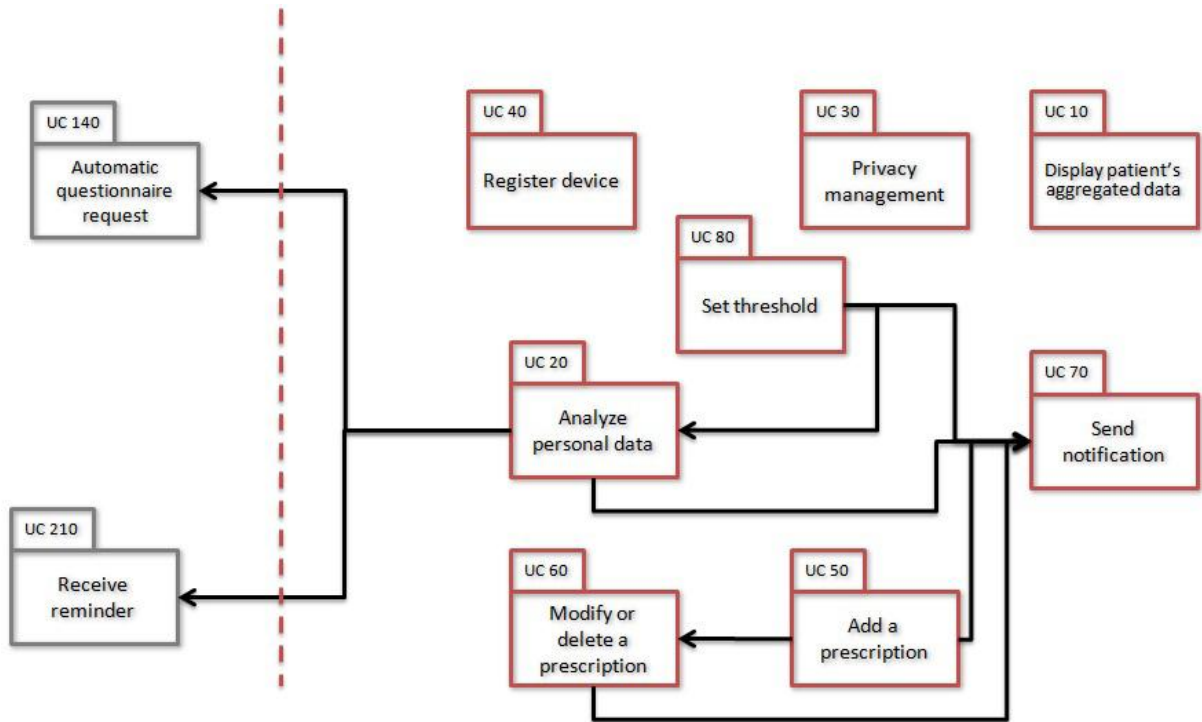 UC 140
Automatic
questionnaire
request
UC 40
Register device
UC 30
Privacy
management
UC 10
Display patient's
aggregated data
UC 80
Set threshold
UC 20
Analyze
personal data
UC 70
Send
notification
UC 210
Receive
reminder
UC 60
Modify or
delete a
prescription
UC 50
Add a
prescription